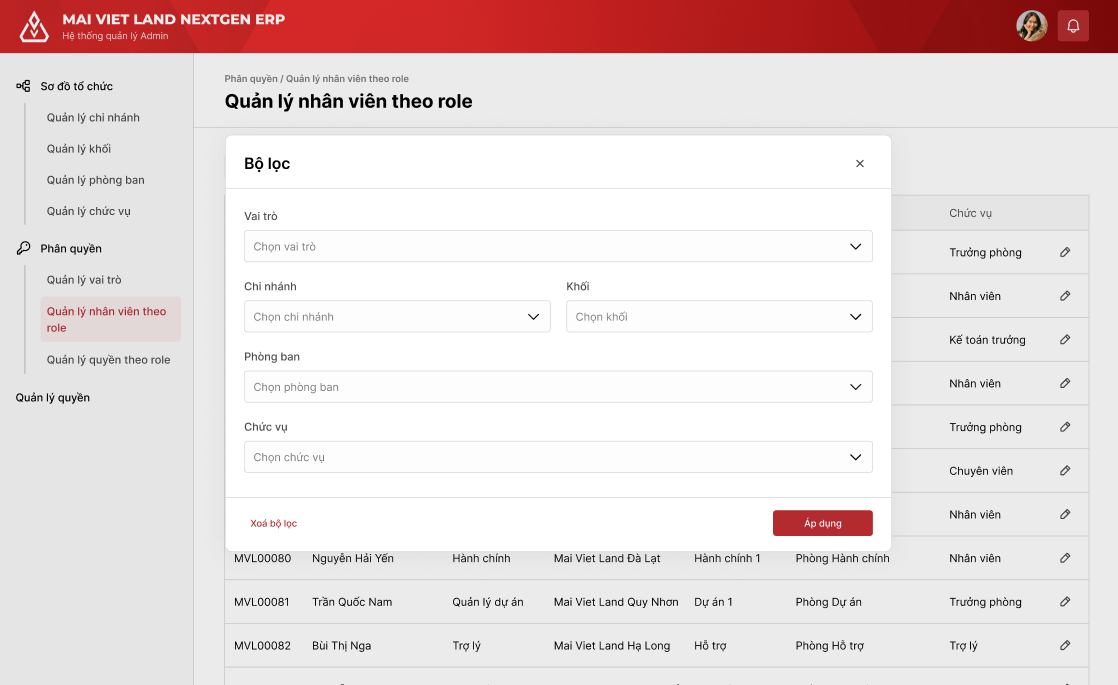 MAI VIET LAND NEXTGEN ERP
Hệ thống quản lý Admin
Sơ đồ tổ chức
Quản lý chi nhánh
Quản lý khối
Quản lý phòng ban
Quản lý chức vụ
Phân quyền
Quản lý vai trò
Quản lý nhân viên theo
role
Quản lý quyền theo role
Quản lý quyền
Phân quyền / Quản lý nhân viên theo role
Quản lý nhân viên theo role
Bộ lọc
Vai trò
Chọn vai trò
Chi nhánh
Khối
Chọn chi nhánh
Chọn khối
Phòng ban
Chọn phòng ban
Chức vụ
Chọn chức vụ
Xoá bộ lọc
Áp dụng
Chức vụ
Trưởng phòng
Nhân viên
Kế toán trưởng
Nhân viên
Trưởng phòng
Chuyên viên
Nhân viên
MVL00080 Nguyễn Hải Yến Hành chính Mai Viet Land Đà Lạt Hành chính 1 Phòng Hành chính Nhân viên
MVL00081 Trần Quốc Nam Quản lý dự án Mai Viet Land Quy Nhơn Dự án 1 Phòng Dự án Trưởng phòng
MVL00082 Bùi Thị Nga Trợ lý Mai Viet Land Hạ Long Hỗ trợ Phòng Hỗ trợ Trợ lý